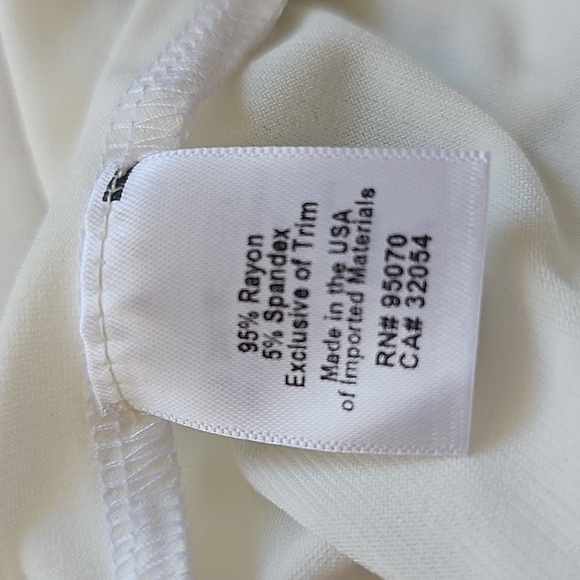 95% Rayon
5% Spandex
Exclusive of Trim
Made in the USA
of Imported Materials
RN# 95070
CA# 32054